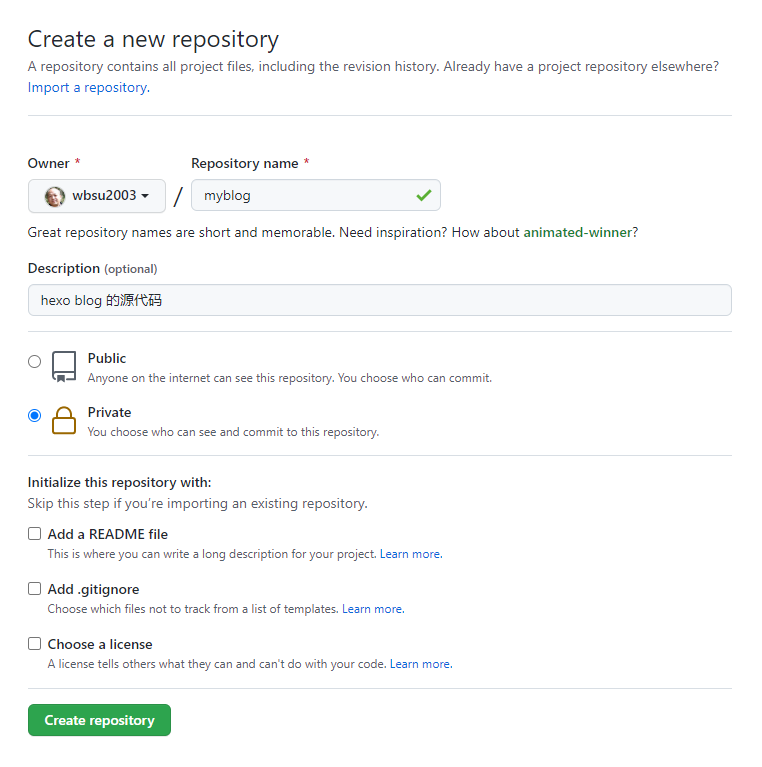 Create a new repository
A repository contains all project files, including the revision history. Already have a project repository elsewhere?
Import a repository.
Owner *
Repository name *
wbsu2003
/
myblog
Great repository names are short and memorable. Need inspiration? How about animated-winner?
Description (optional)
hexo blog 的源代码
Public
Anyone on the internet can see this repository. You choose who can commit.
Private
You choose who can see and commit to this repository.
Initialize this repository with:
Skip this step if you're importing an existing repository.
Add a README file
This is where you can write a long description for your project. Learn more.
Add .gitignore
Choose which files not to track from a list of templates. Learn more.
Choose a license
A license tells others what they can and can't do with your code. Learn more.
Create repository